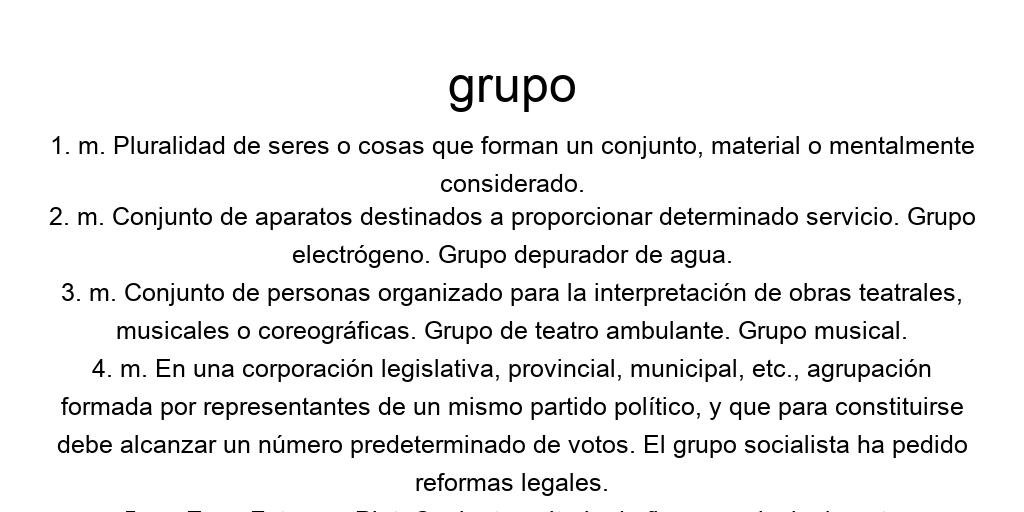 grupo
1. m. Pluralidad de seres o cosas que forman un conjunto, material o mentalmente
considerado.
2. m. Conjunto de aparatos destinados a proporcionar determinado servicio. Grupo
electrógeno. Grupo depurador de agua.
3. m. Conjunto de personas organizado para la interpretación de obras teatrales,
musicales o coreográficas. Grupo de teatro ambulante. Grupo musical.
4. m. En una corporación legislativa, provincial, municipal, etc., agrupación
formada por representantes de un mismo partido político, y que para constituirse
debe alcanzar un número predeterminado de votos. El grupo socialista ha pedido
reformas legales.